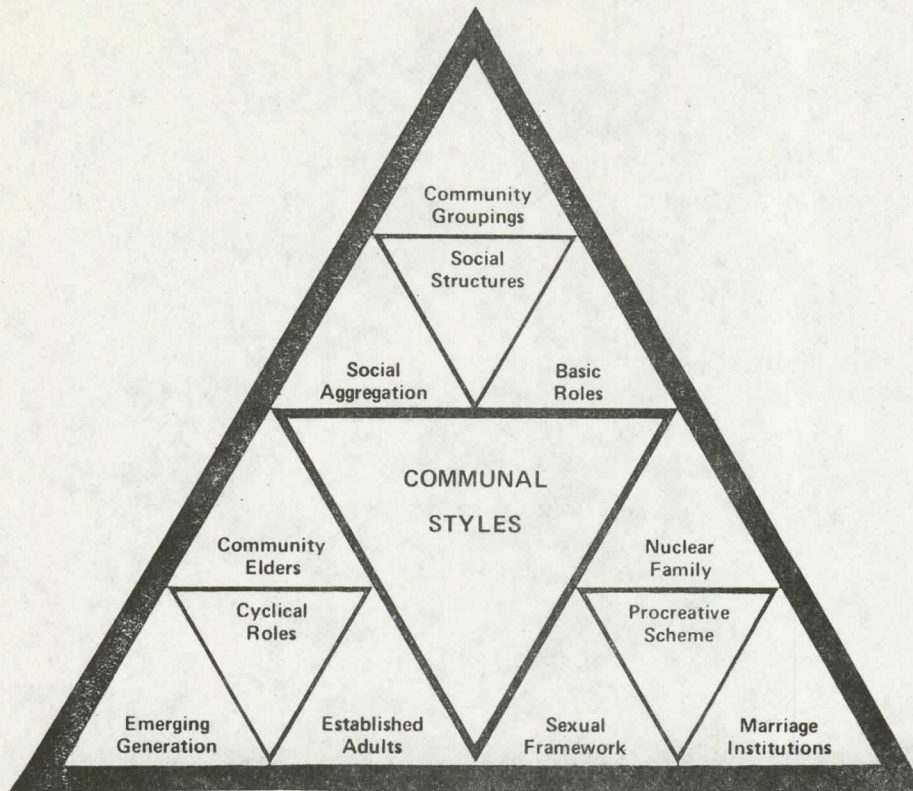 Community
Groupings
Social
Structures
Social
Aggregation
Basic
Roles
COMMUNAL
STYLES
Community
Elders
Nuclear
Family
Cyclical
Roles
Procreative
Scheme
Emerging
Generation
Established
Adults
Sexual
Framework
Marriage
Institutions